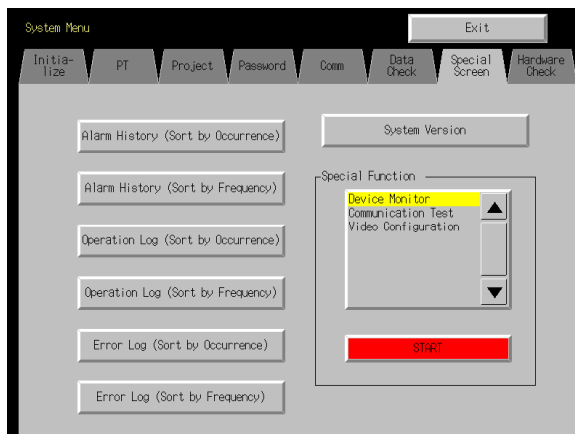 System Menu
Exit
Initia-
lize
PT
Project
Password
Comm
Data
Check
Special
Screen
Hardware
Check
Alarm History (Sort by Occurrence)
Alarm History (Sort by Frequency)
Operation Log (Sort by Occurrence)
Operation Log (Sort by Frequency)
Error Log (Sort by Occurrence)
Error Log (Sort by Frequency)
System Version
Special Function
Device Monitor
Communication Test
Video Configuration
START